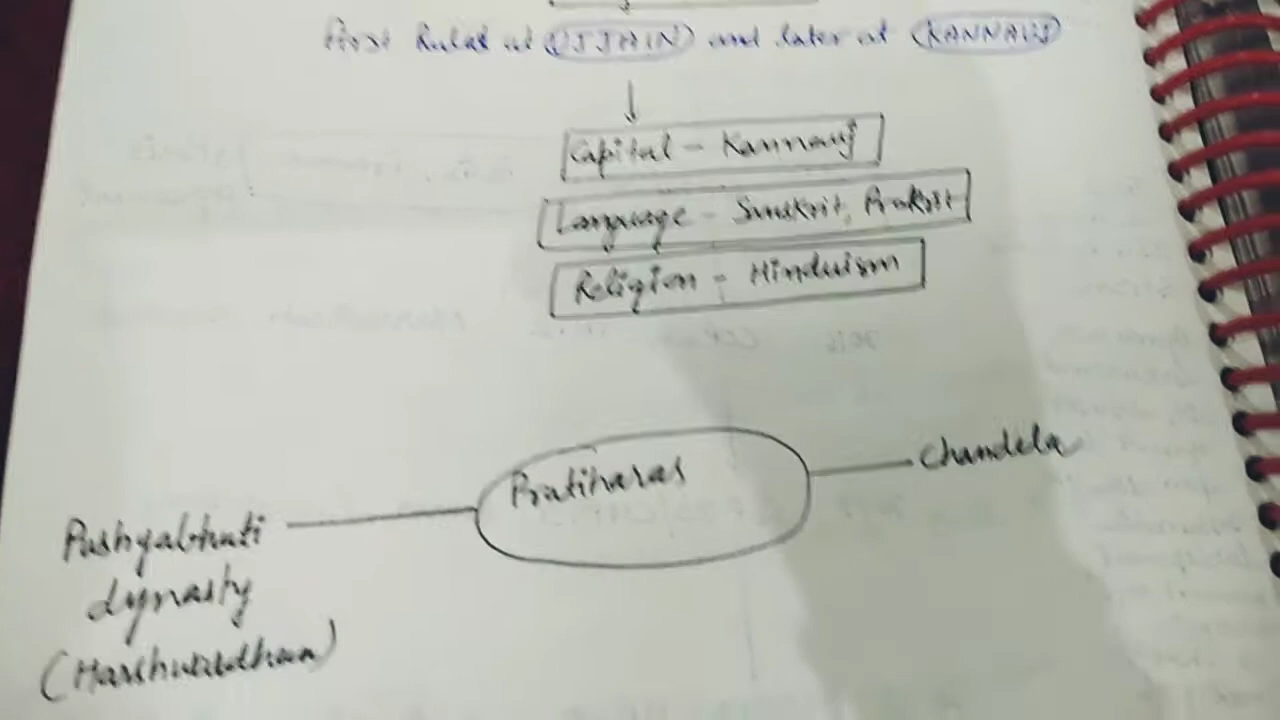 First Ruled at UJJAIN and later at KANNAUJ
Capital - Kannauj
Language - Sanskrit, Prakrit
Religion - Hinduism
Pratiharas
Chandela
Pushyabhuti
dynasty
(Harshvardhan)